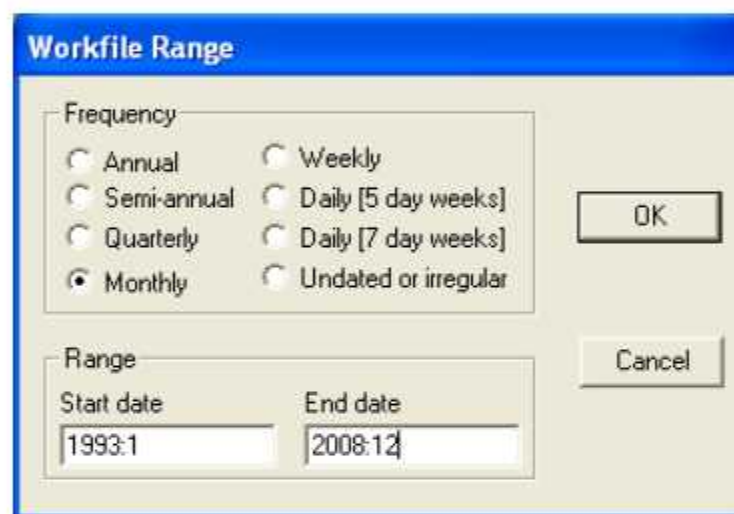 Workfile Range
Frequency
Annual
Semi-annual
Quarterly
Monthly
Weekly
Daily [5 day weeks]
Daily [7 day weeks]
Undated or irregular
OK
Cancel
Range
Start date
1993:1
End date
2008:12